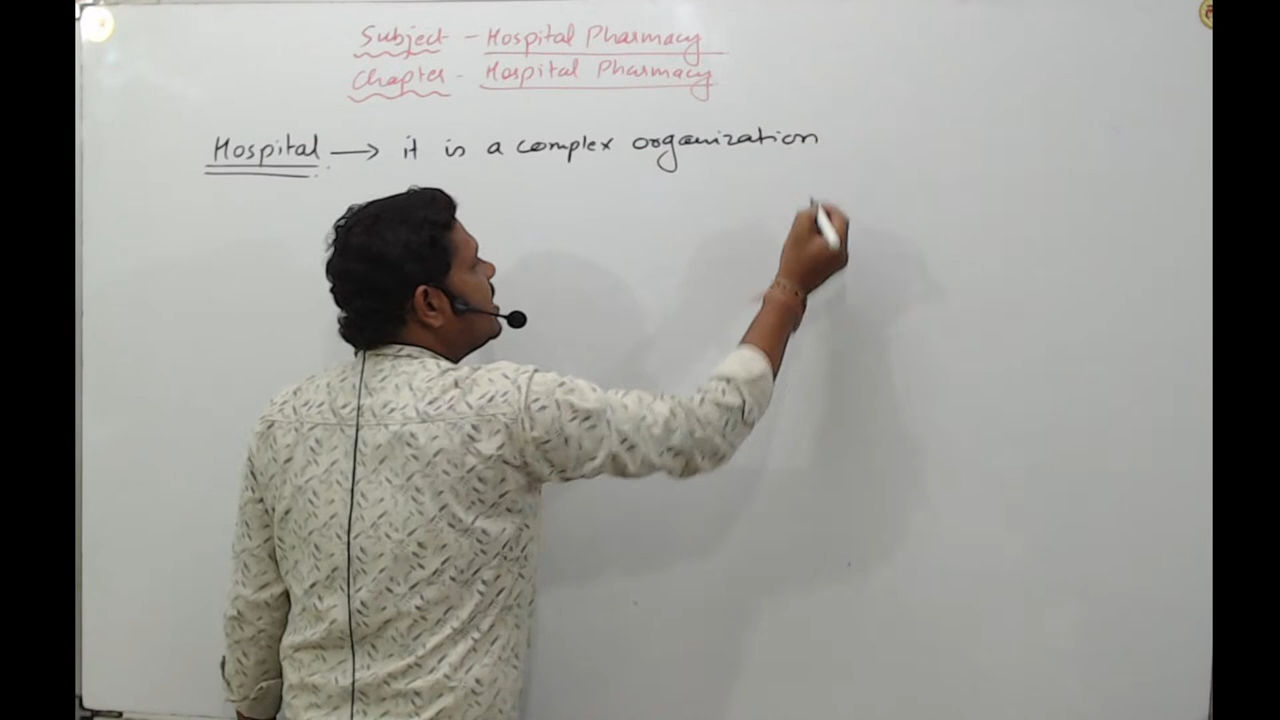 Subject - Hospital Pharmacy
Chapter - Hospital Pharmacy
Hospital → it is a complex organization